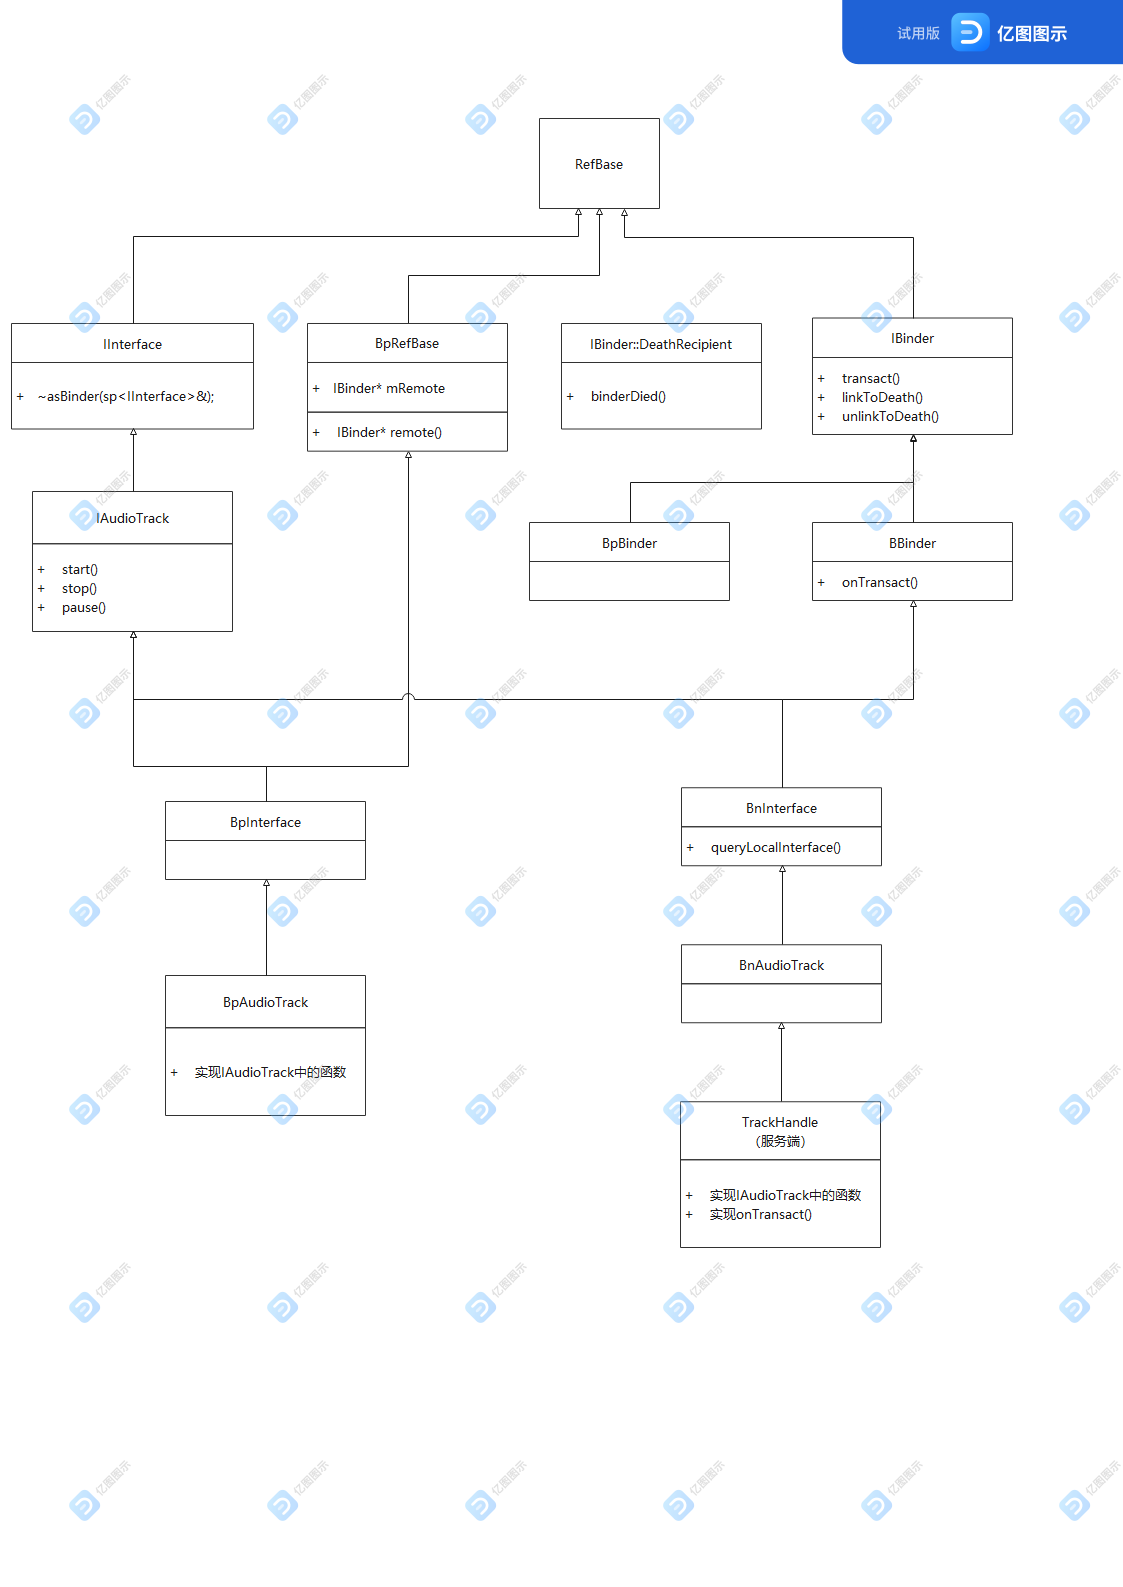 试用版 亿图图示
RefBase
IInterface
+ ~asBinder(sp<IInterface>&);
BpRefBase
+ IBinder* mRemote
+ IBinder* remote()
IBinder::DeathRecipient
+ binderDied()
IBinder
+ transact()
+ linkToDeath()
+ unlinkToDeath()
IAudioTrack
+ start()
+ stop()
+ pause()
BpBinder
BBinder
+ onTransact()
BpInterface
BnInterface
+ queryLocalInterface()
BpAudioTrack
+ 实现IAudioTrack中的函数
BnAudioTrack
TrackHandle
（服务端）
+ 实现IAudioTrack中的函数
+ 实现onTransact()